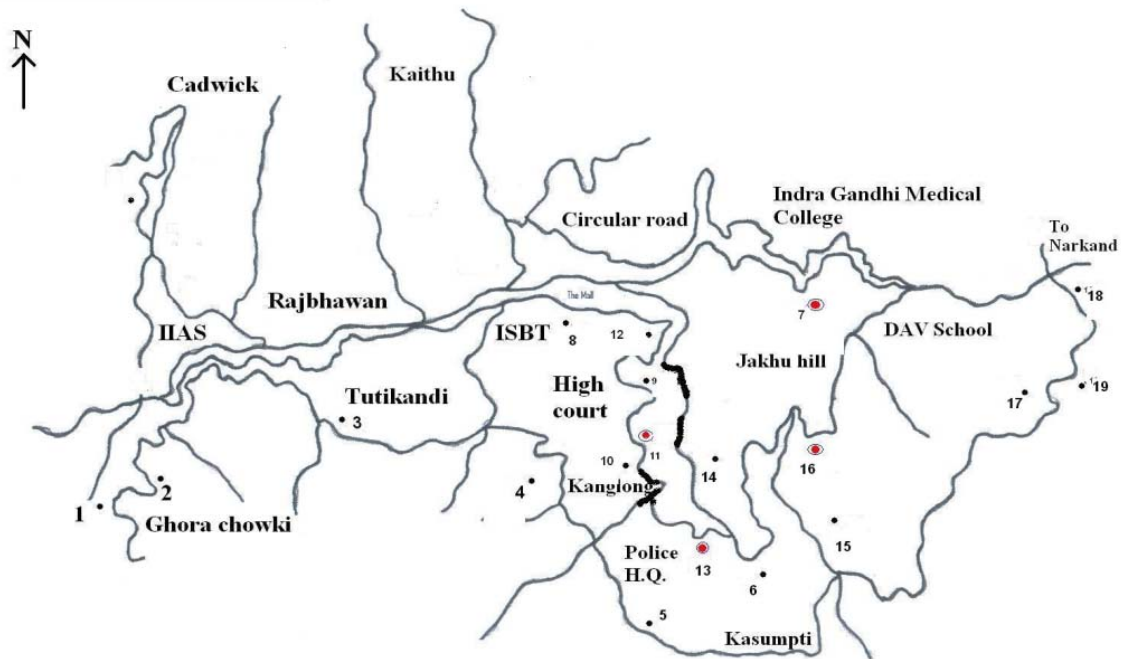 N
Cadwick
Kaithu
Indra Gandhi Medical
College
Circular road
To
Narkand
Rajbhawan
The Mall
IIAS
ISBT
8
12
7
18
DAV School
Jakhu hill
High
court
9
Tutikandi
3
17
19
11
16
10
14
4
Kanglong
2
1
Ghora chowki
15
Police
H.Q.
13
6
5
Kasumpti